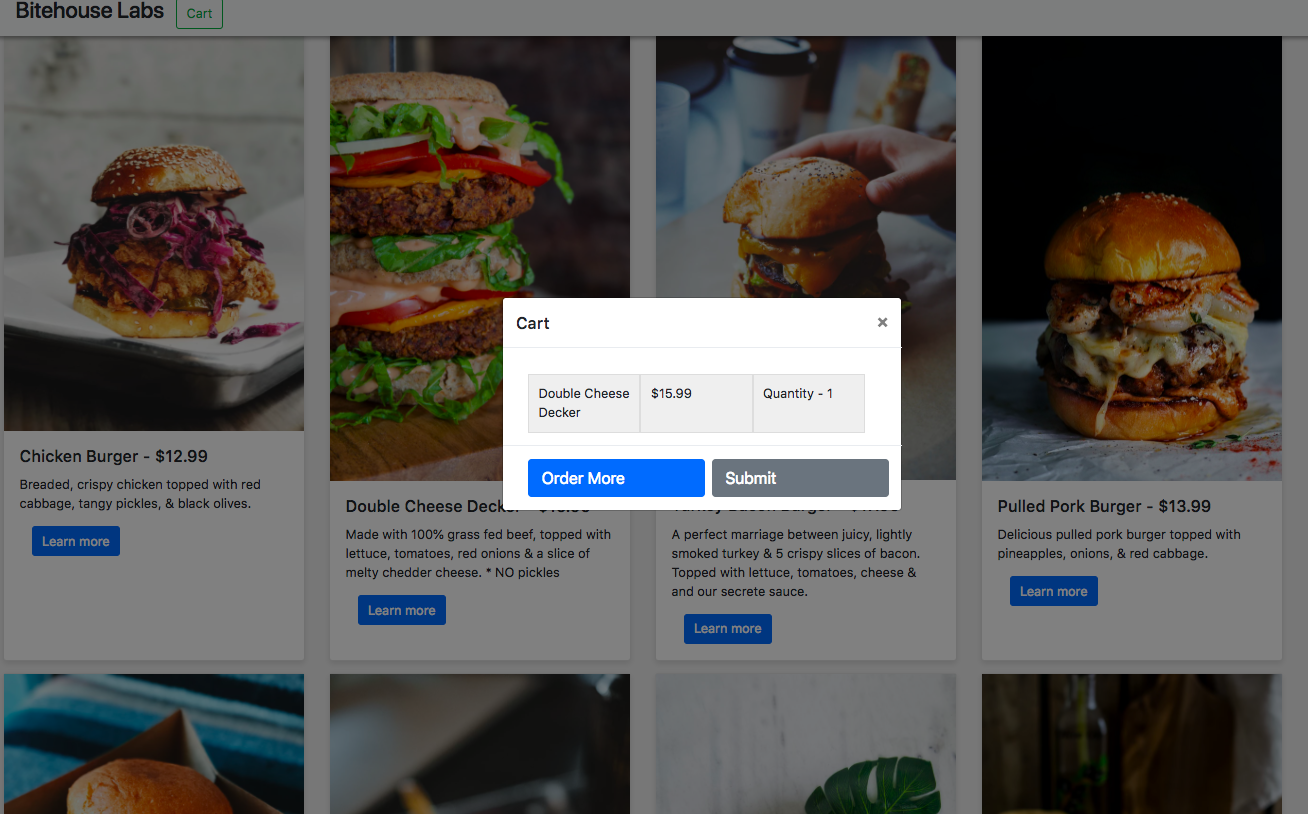 Bitehouse Labs
Cart
Cart
×
Double Cheese
Decker
$15.99
Quantity - 1
Order More
Submit
Chicken Burger - $12.99
Breaded, crispy chicken topped with red
cabbage, tangy pickles, & black olives.
Learn more
Double Cheese Decker - $15.99
Made with 100% grass fed beef, topped with
lettuce, tomatoes, red onions & a slice of
melty chedder cheese. * NO pickles
Learn more
Turkey Bacon Burger
A perfect marriage between juicy, lightly
smoked turkey & 5 crispy slices of bacon.
Topped with lettuce, tomatoes, cheese &
and our secrete sauce.
Learn more
Pulled Pork Burger - $13.99
Delicious pulled pork burger topped with
pineapples, onions, & red cabbage.
Learn more